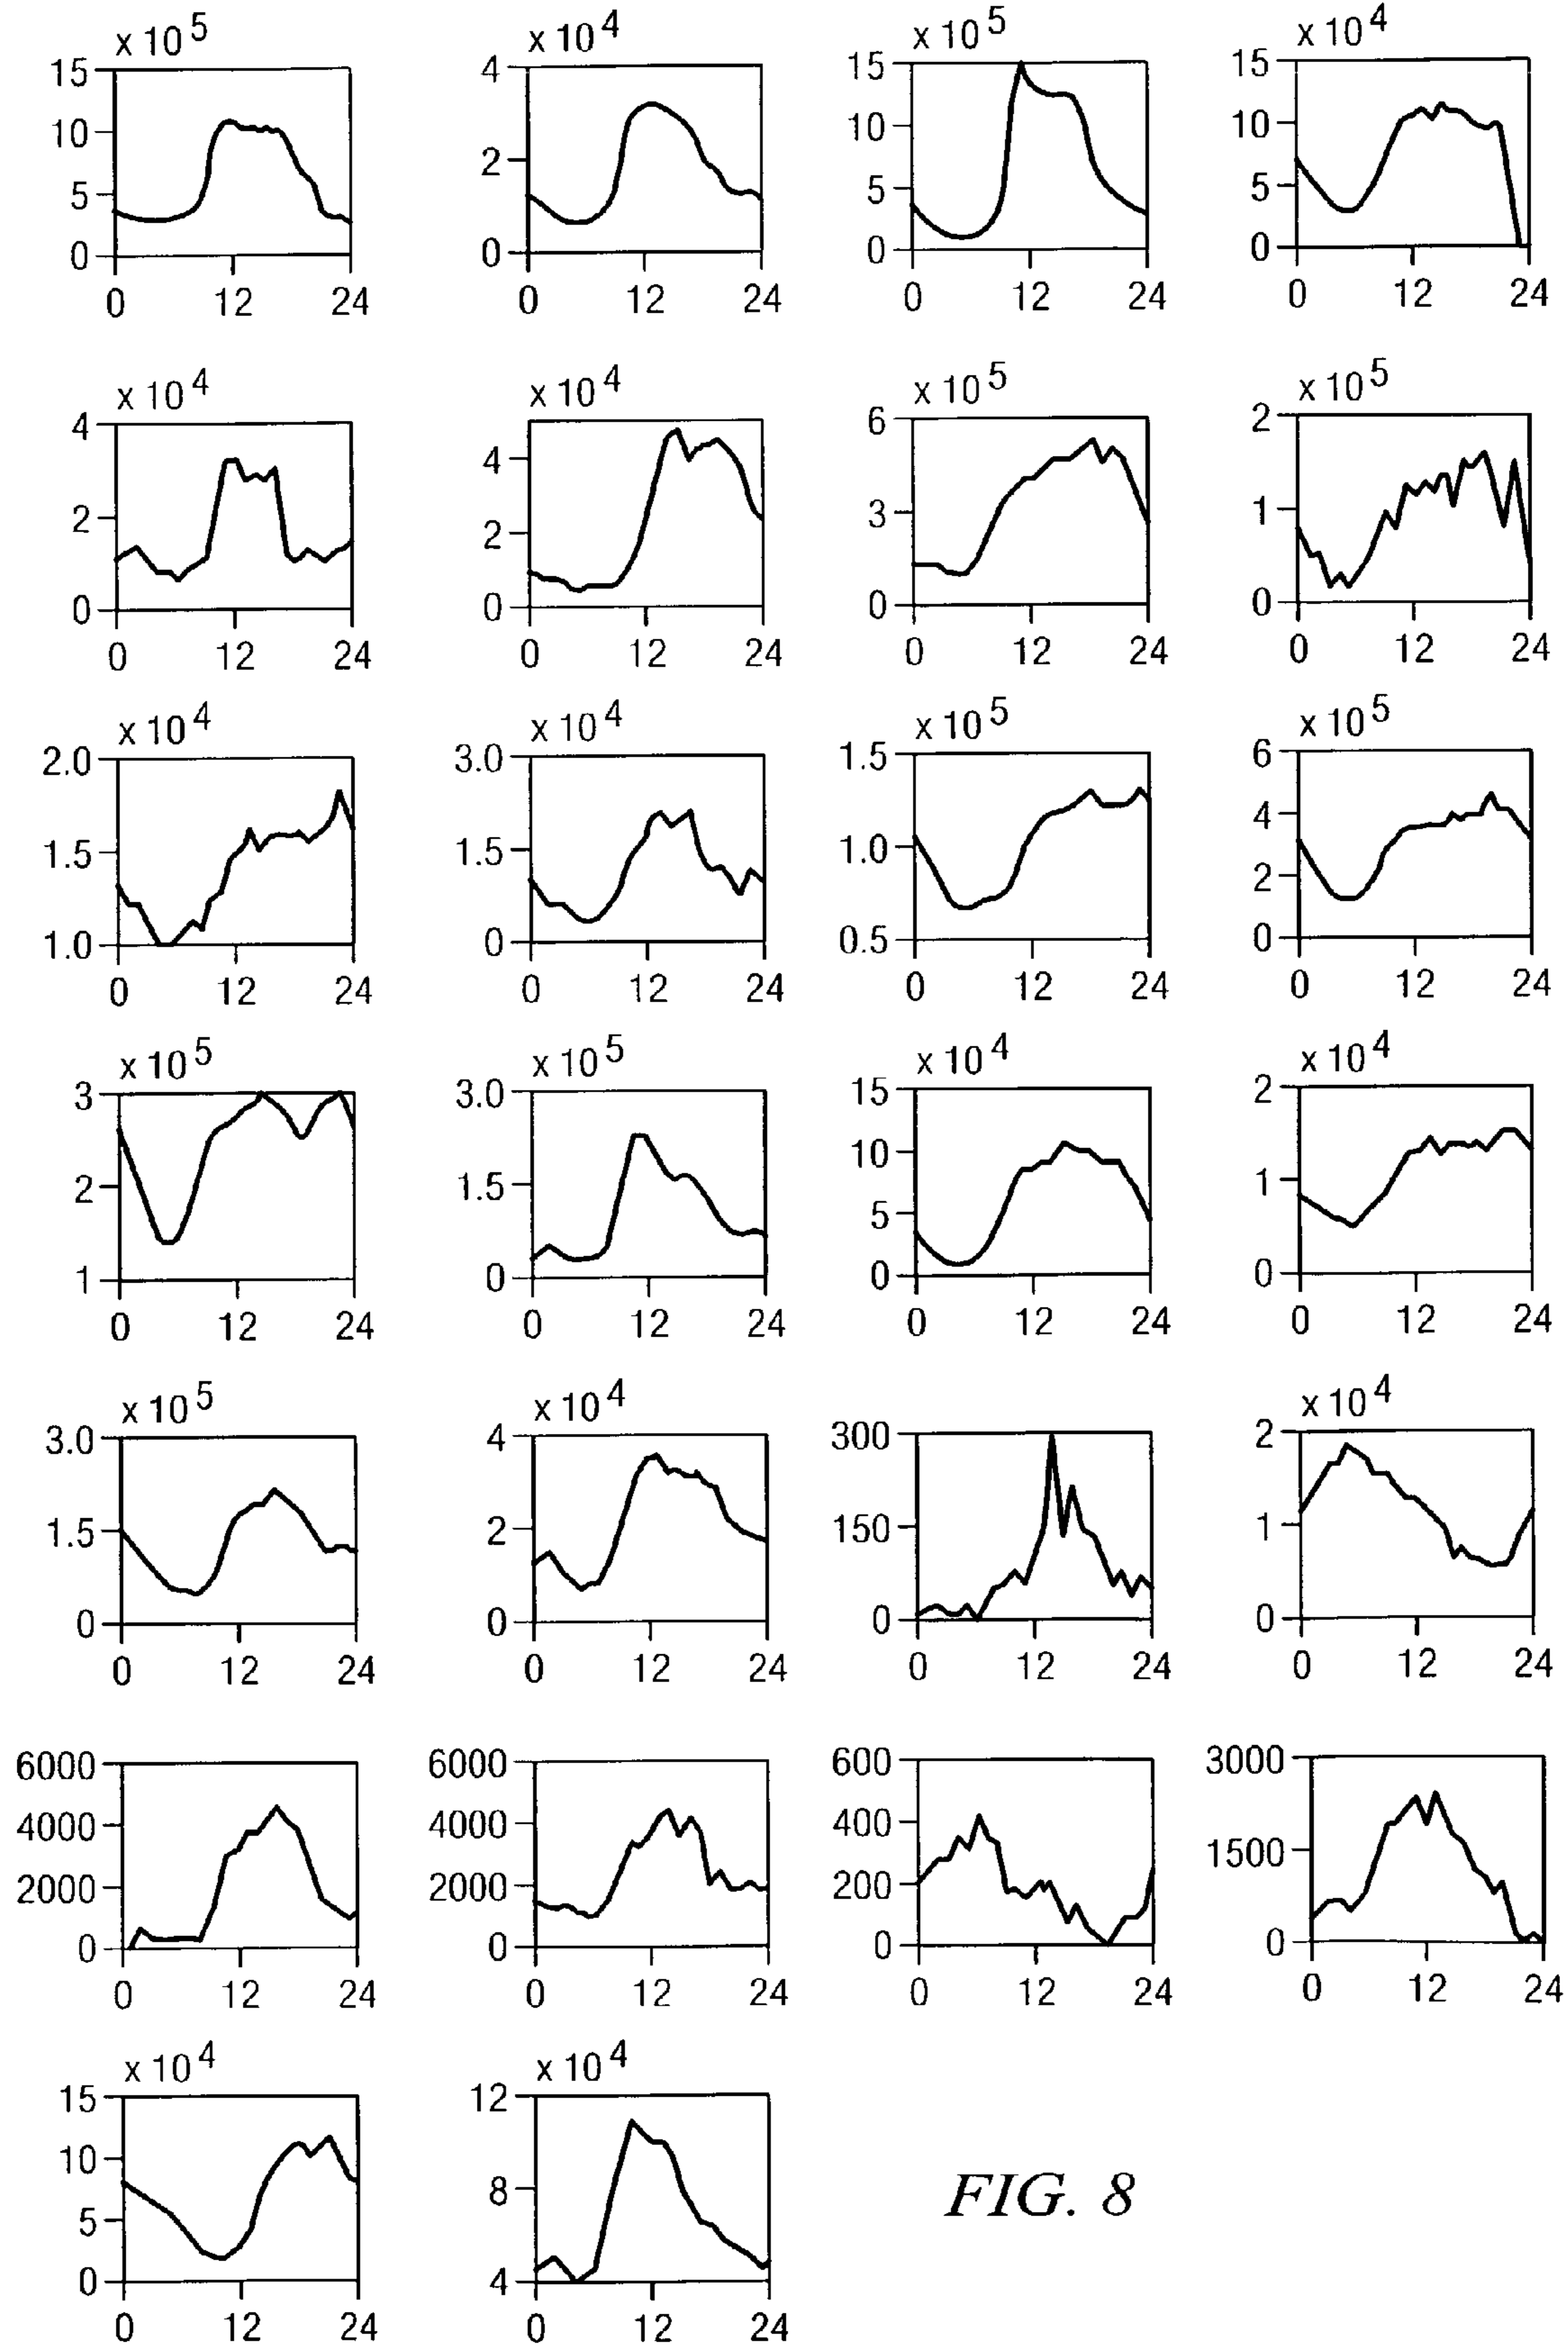 x 10^5 x 10^4 x 10^5 x 10^4
15 4 15 15
10 2 10 10
5 0 5 5
0 0 0
0 12 24 0 12 24 0 12 24 0 12 24
x 10^4 x 10^4 x 10^5 x 10^5
4 4 6 2
2 2 3 1
0 0 0 0
0 12 24 0 12 24 0 12 24 0 12 24
x 10^4 x 10^4 x 10^5 x 10^5
2.0 3.0 1.5 6
1.5 1.5 1.0 4
1.0 0 0.5 2
0
0 12 24 0 12 24 0 12 24 0 12 24
x 10^5 x 10^5 x 10^4 x 10^4
3 3.0 15 2
2 1.5 10 1
1 0 5 0
0
0 12 24 0 12 24 0 12 24 0 12 24
x 10^5 x 10^4 x 10^4
3.0 4 300 2
1.5 2 150 1
0 0 0 0
0 12 24 0 12 24 0 12 24 0 12 24
6000 6000 600 3000
4000 4000 400 1500
2000 2000 200 0
0 0 0
0 12 24 0 12 24 0 12 24 0 12 24
x 10^4 x 10^4
15 12
10 8
5 4
0
0 12 24 0 12 24
FIG. 8